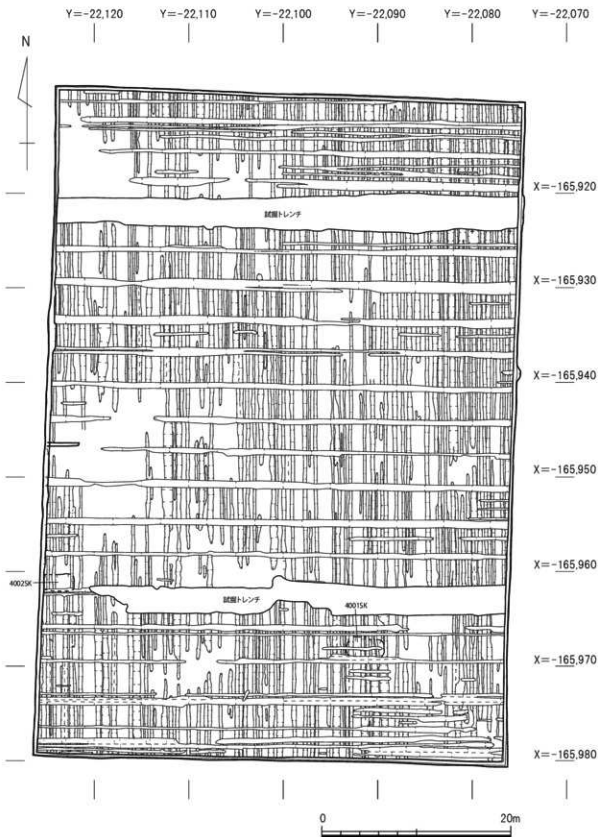 Y=-22,120 Y=-22,110 Y=-22,100 Y=-22,090 Y=-22,080 Y=-22,070
N
X=-165,920
試掘トレンチ
X=-165,930
X=-165,940
X=-165,950
X=-165,960
4002SK
試掘トレンチ
4001SK
X=-165,970
X=-165,980
0 20m